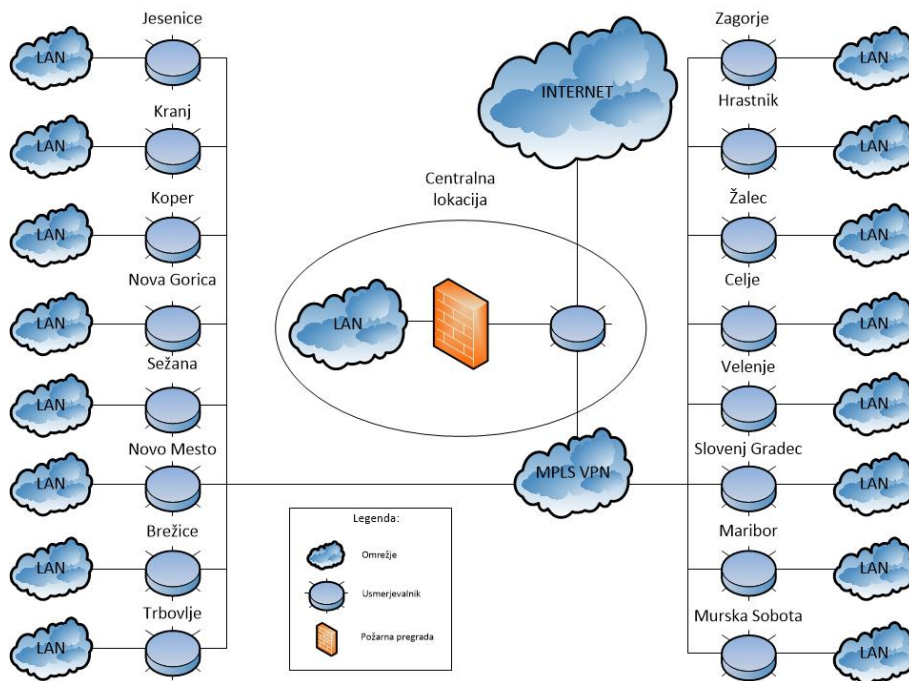 Jesenice
LAN
Kranj
LAN
Koper
LAN
Nova Gorica
LAN
Sežana
LAN
Novo Mesto
LAN
Brežice
LAN
Trbovlje
LAN
INTERNET
Centralna
lokacija
LAN
MPLS VPN
Legenda:
Omrežje
Usmerjevalnik
Požarna pregrada
Zagorje
LAN
Hrastnik
LAN
Žalec
LAN
Celje
LAN
Velenje
LAN
Slovenj Gradec
LAN
Maribor
LAN
Murska Sobota
LAN